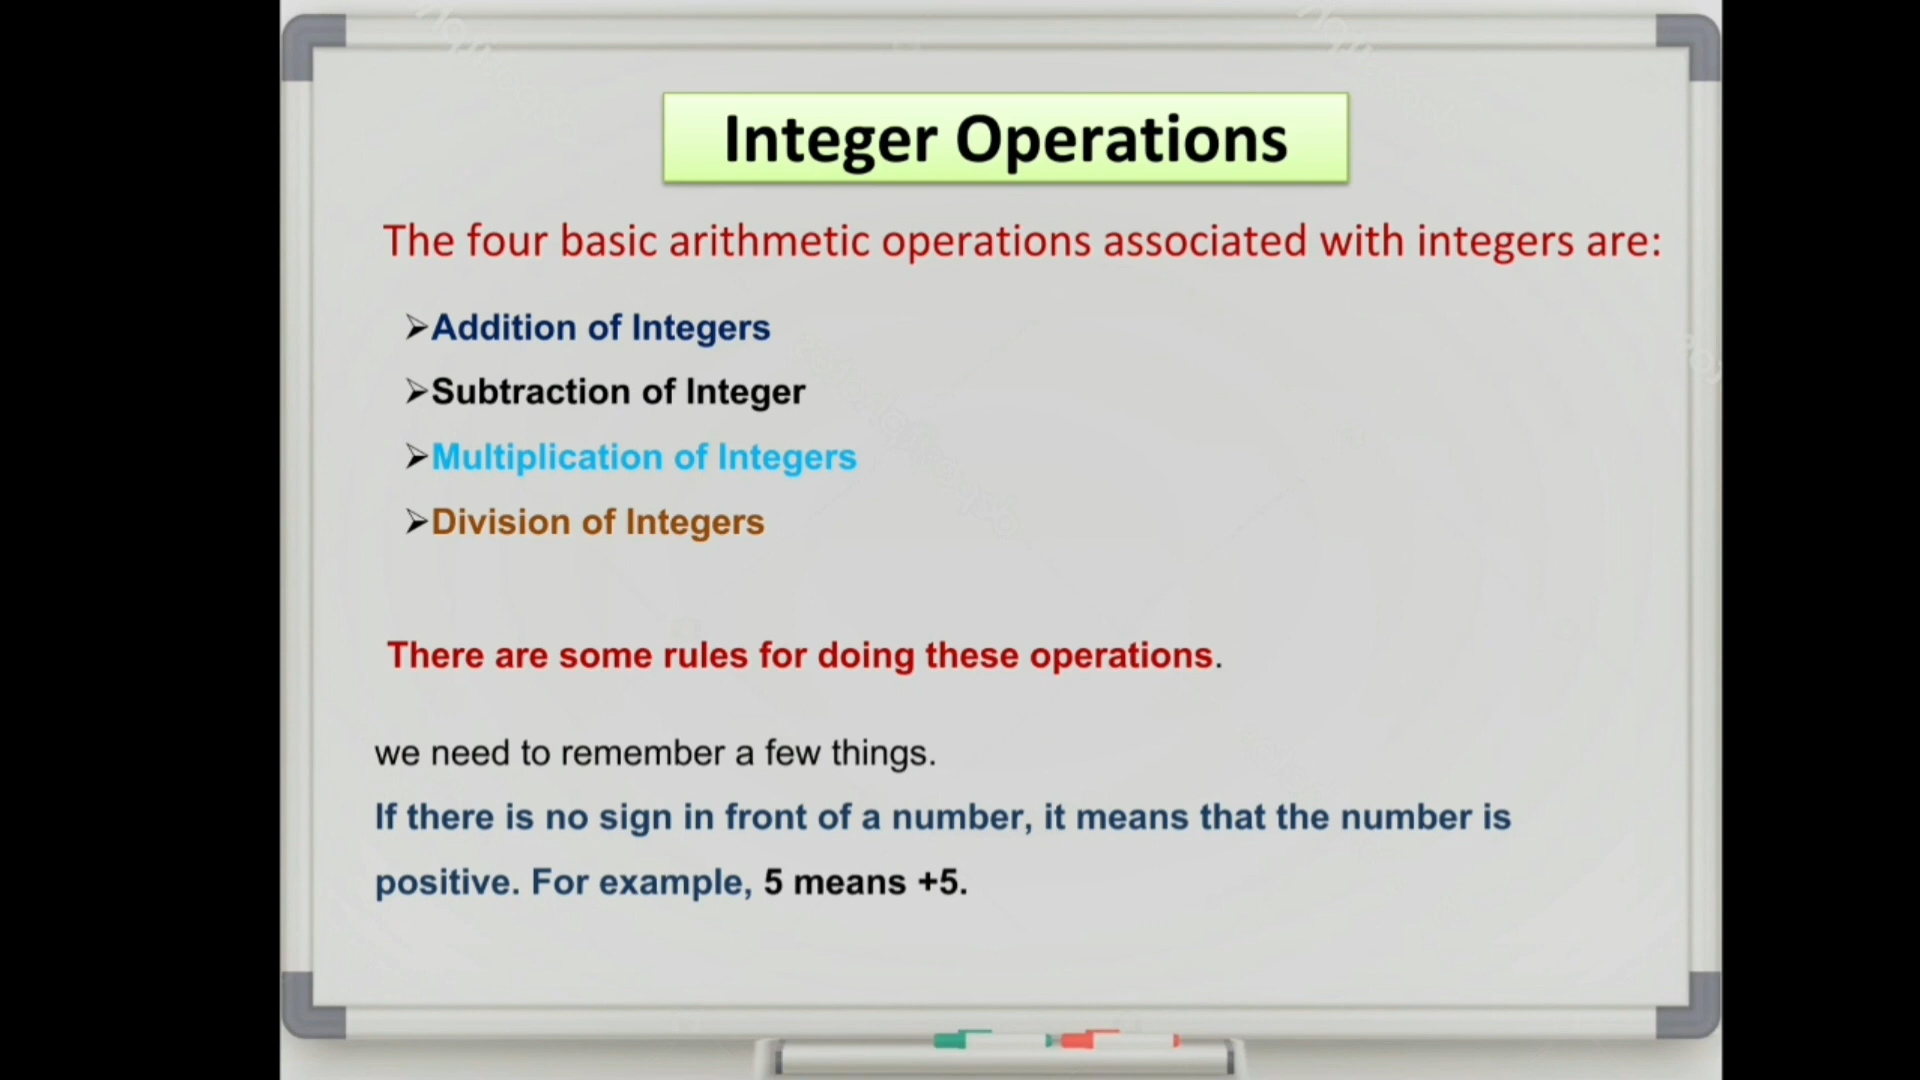 Integer Operations
The four basic arithmetic operations associated with integers are:
➢Addition of Integers
➢Subtraction of Integer
➢Multiplication of Integers
➢Division of Integers
There are some rules for doing these operations.
we need to remember a few things.
If there is no sign in front of a number, it means that the number is
positive. For example, 5 means +5.